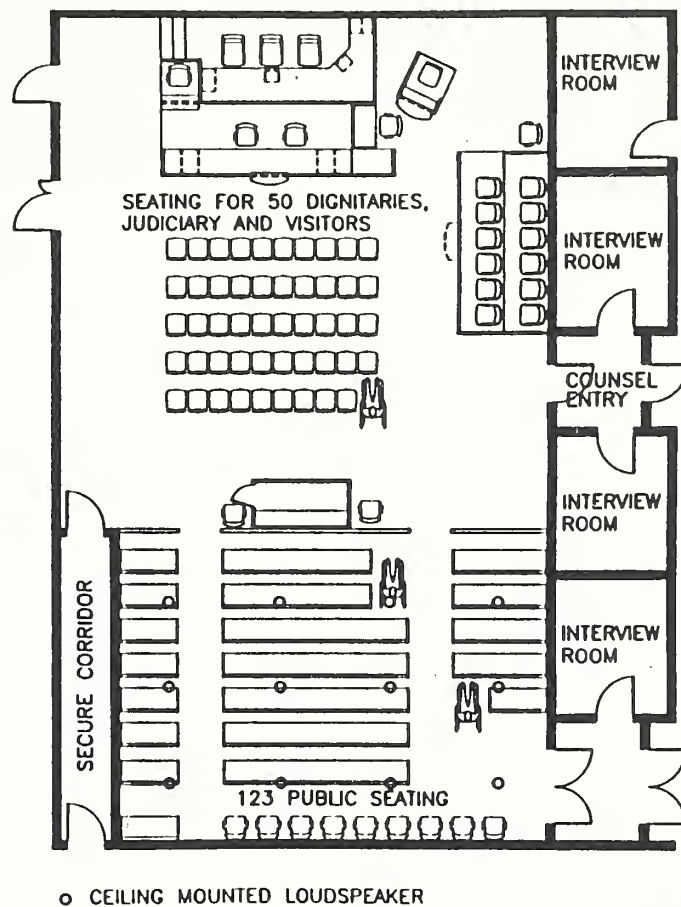 INTERVIEW
ROOM
SEATING FOR 50 DIGNITARIES,
JUDICIARY AND VISITORS
INTERVIEW
ROOM
COUNSEL
ENTRY
INTERVIEW
ROOM
INTERVIEW
ROOM
SECURE CORRIDOR
123 PUBLIC SEATING
CEILING MOUNTED LOUDSPEAKER